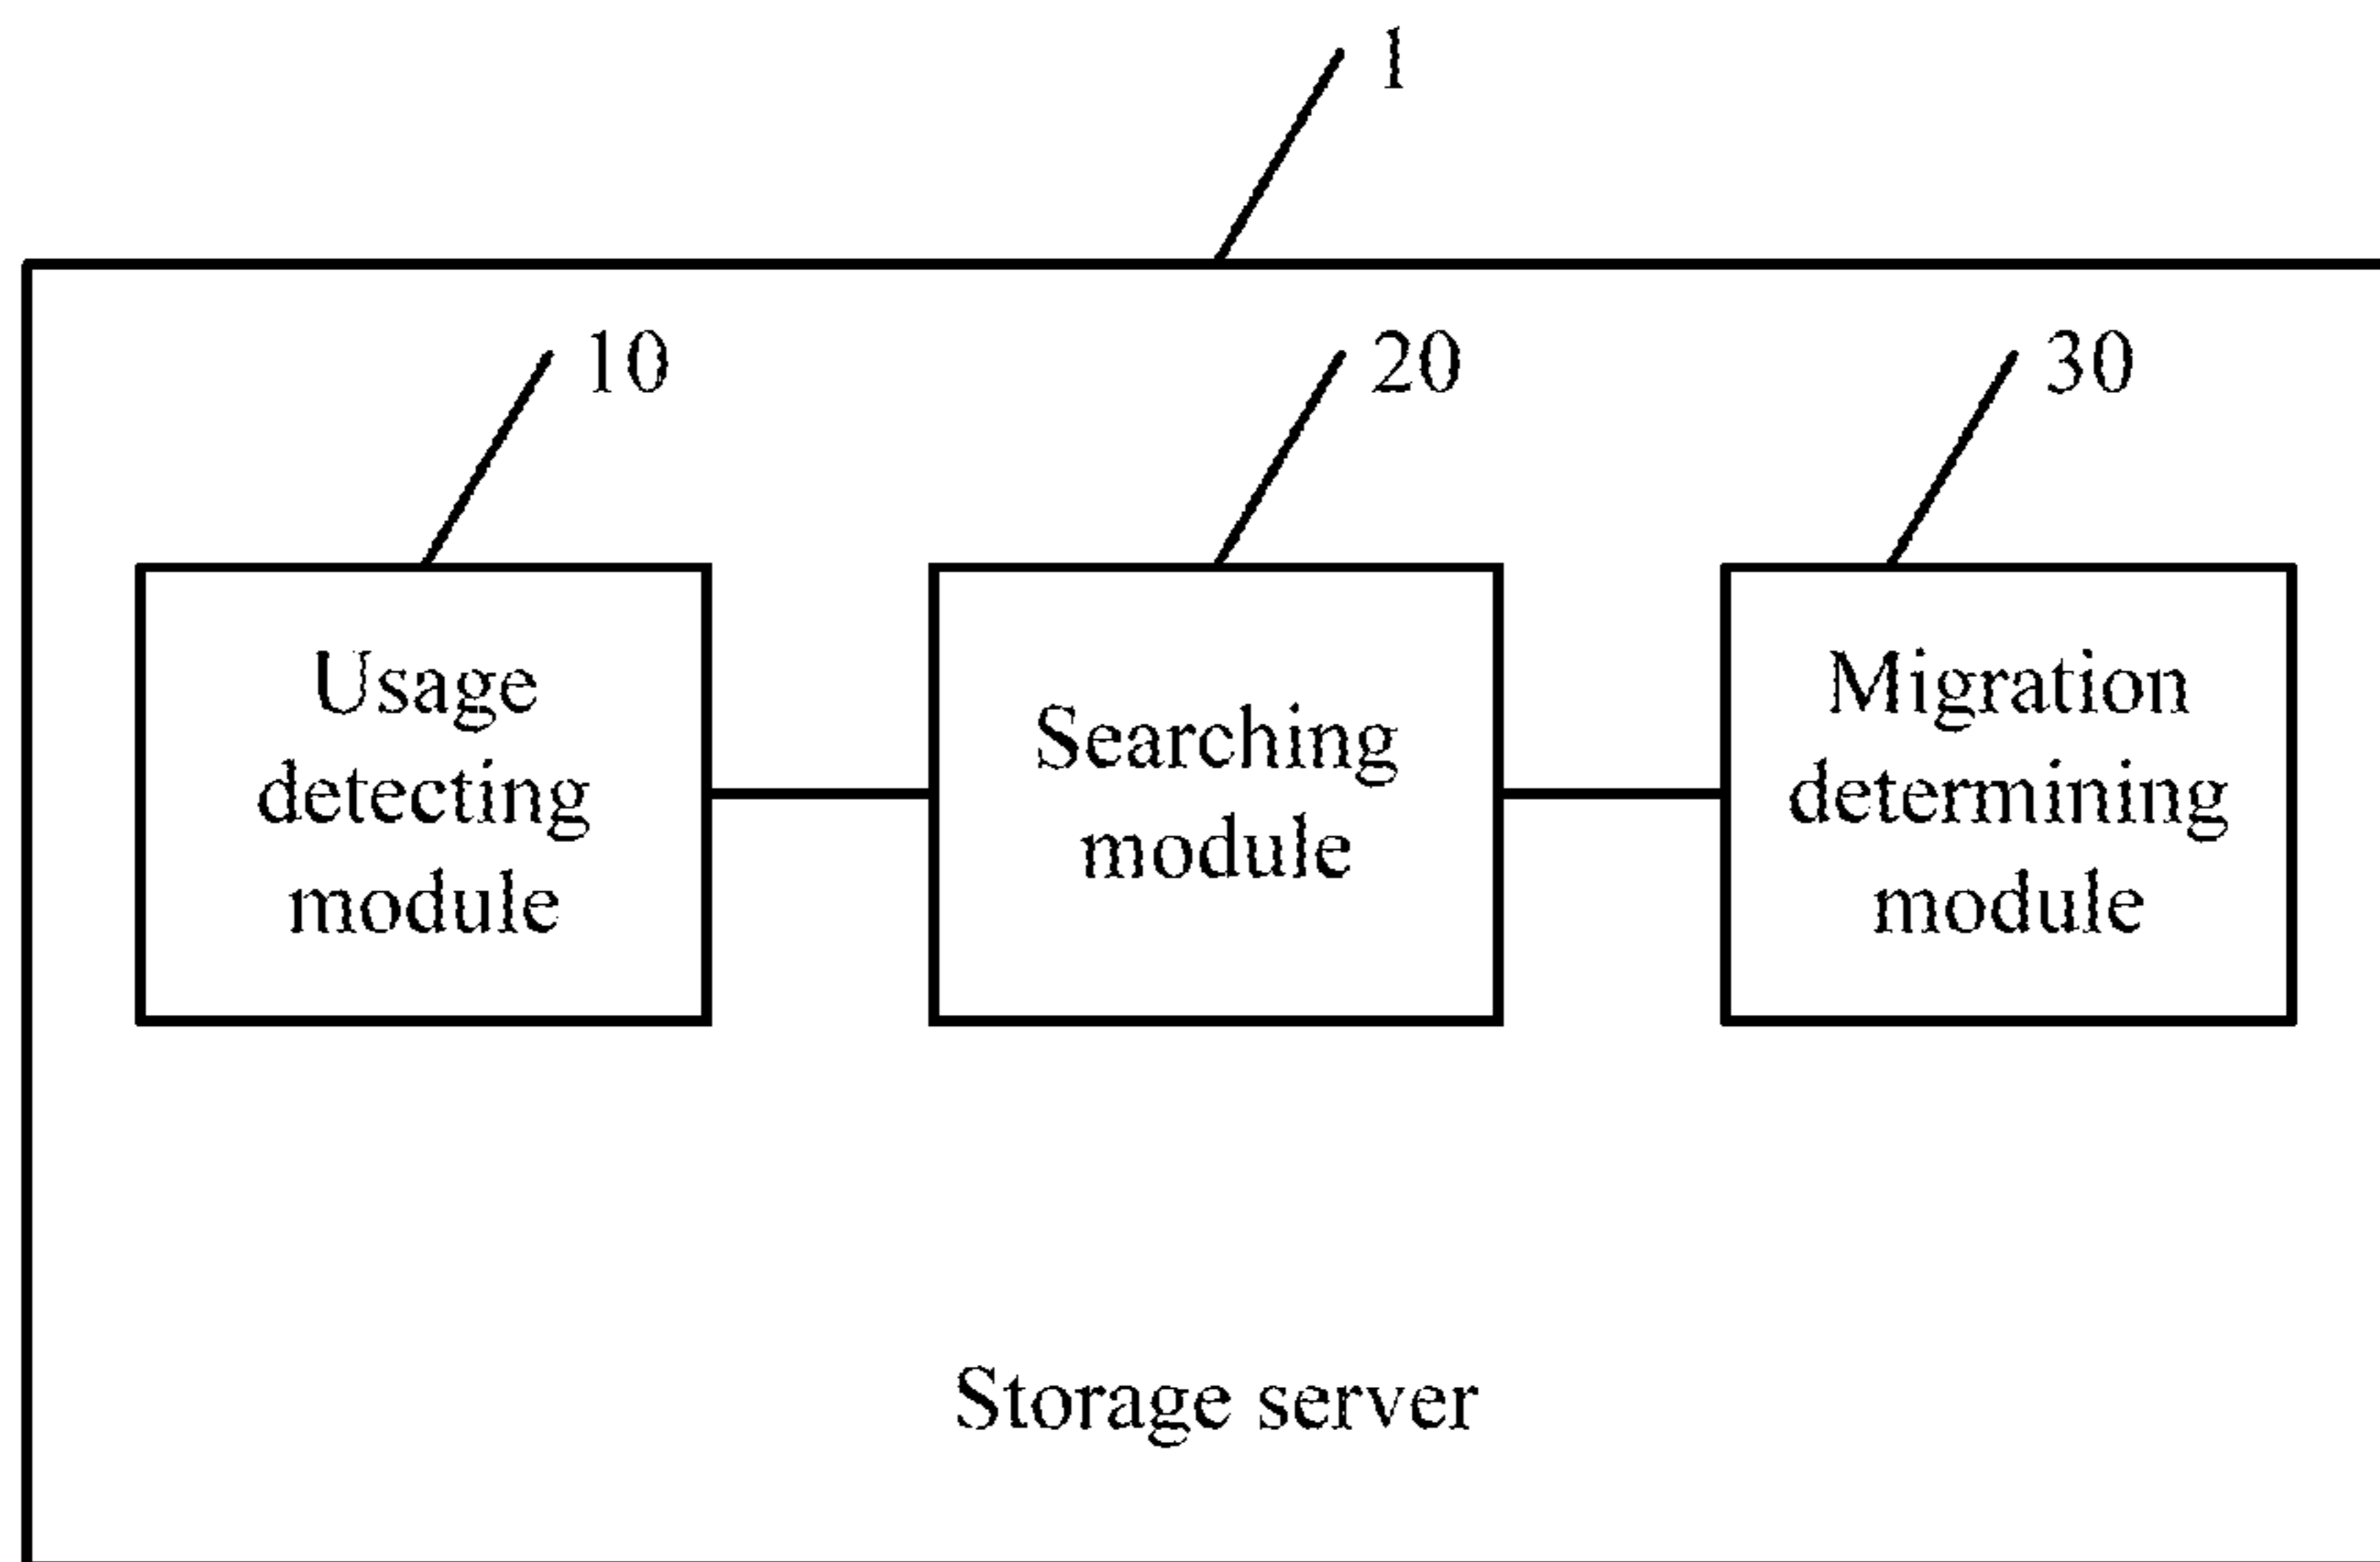 1
10
20
30
Usage
detecting
module
Searching
module
Migration
determining
module
Storage server